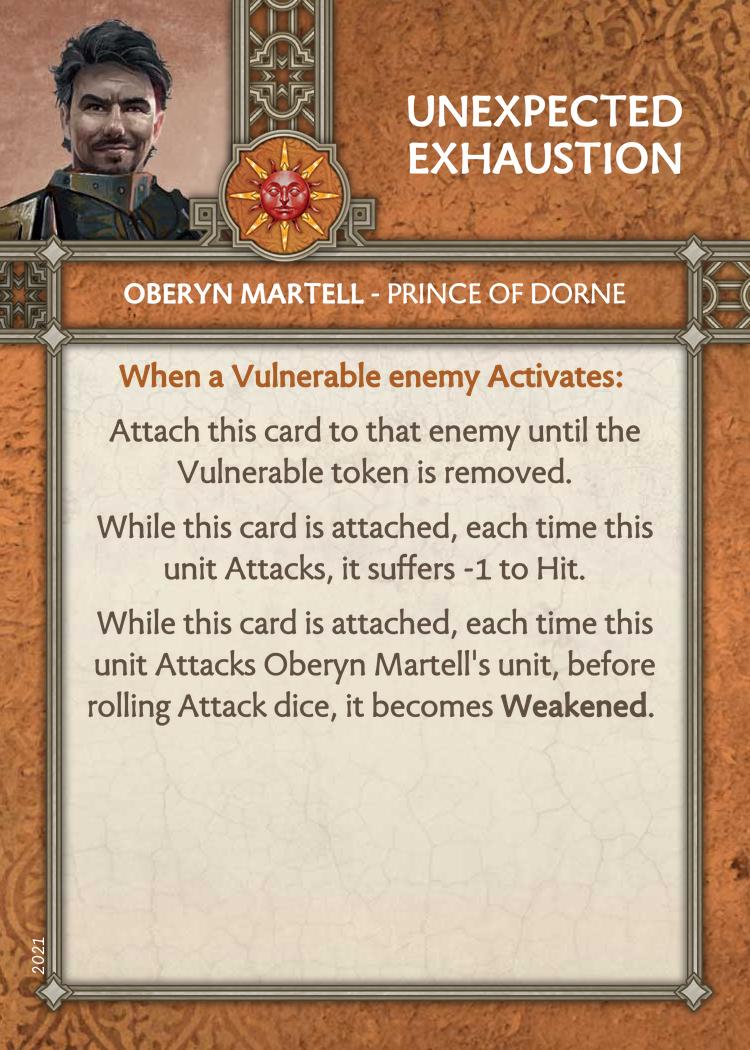 UNEXPECTED
EXHAUSTION
OBERYN MARTELL - PRINCE OF DORNE
When a Vulnerable enemy Activates:
Attach this card to that enemy until the
Vulnerable token is removed.
While this card is attached, each time this
unit Attacks, it suffers -1 to Hit.
While this card is attached, each time this
unit Attacks Oberyn Martell's unit, before
rolling Attack dice, it becomes Weakened.
2021